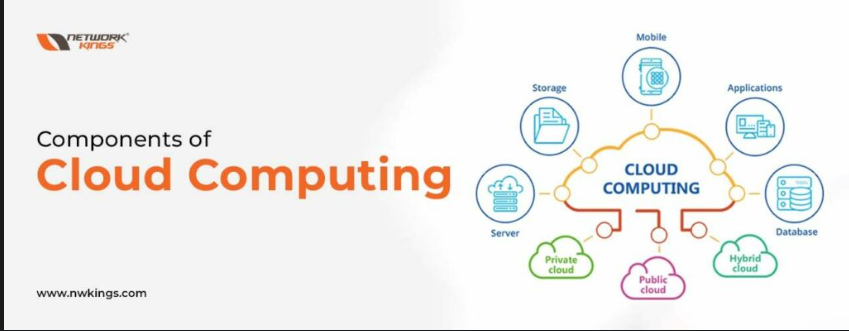 NETWORK
KINGS
Components of
Cloud Computing
www.nwkings.com
Mobile
Storage
Applications
CLOUD
COMPUTING
Server
Database
Private
cloud
Public
cloud
Hybrid
cloud